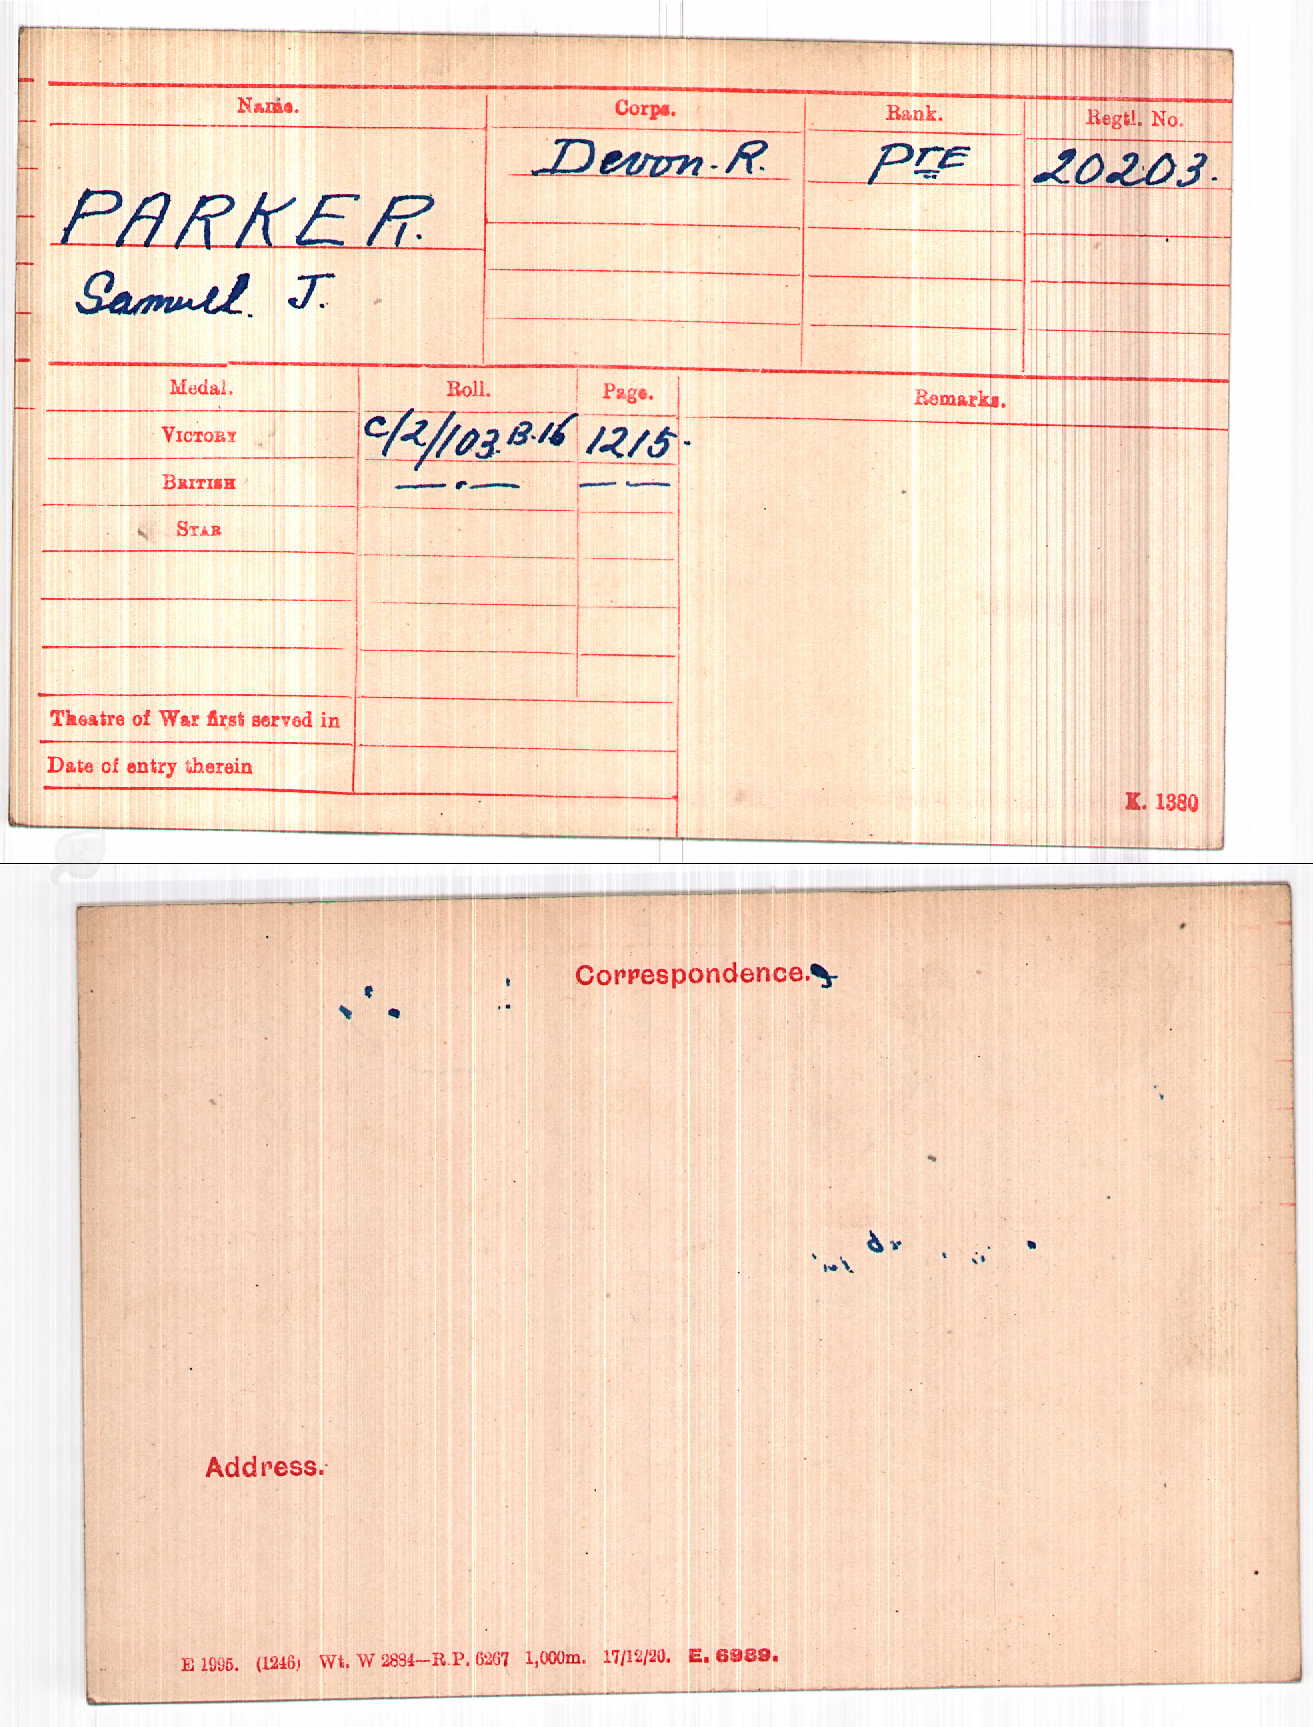 Name. Corps. Rank. Regtl. No.
Devon. R. PTE 20203.
PARKER.
Samuel. J.
Medal. Roll. Page. Remarks.
VICTORY C/2/103.B.16 1215.
BRITISH —.— — —
STAR
Theatre of War first served in
Date of entry therein
K. 1380
Correspondence.
Address.
E 1995. (1246) Wt. W 2884—R.P. 6267 1,000m. 17/12/20. E. 6989.